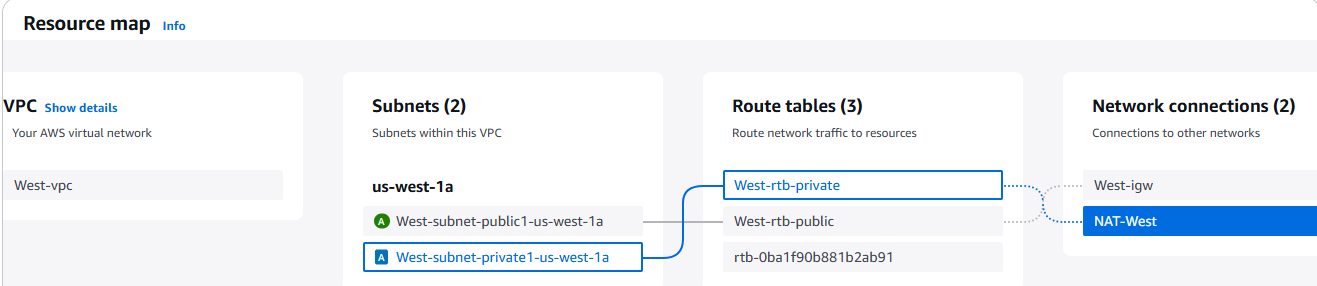 Resource map Info
VPC Show details
Your AWS virtual network
West-vpc
Subnets (2)
Subnets within this VPC
us-west-1a
A West-subnet-public1-us-west-1a
A West-subnet-private1-us-west-1a
Route tables (3)
Route network traffic to resources
West-rtb-private
West-rtb-public
rtb-0ba1f90b881b2ab91
Network connections (2)
Connections to other networks
West-igw
NAT-West